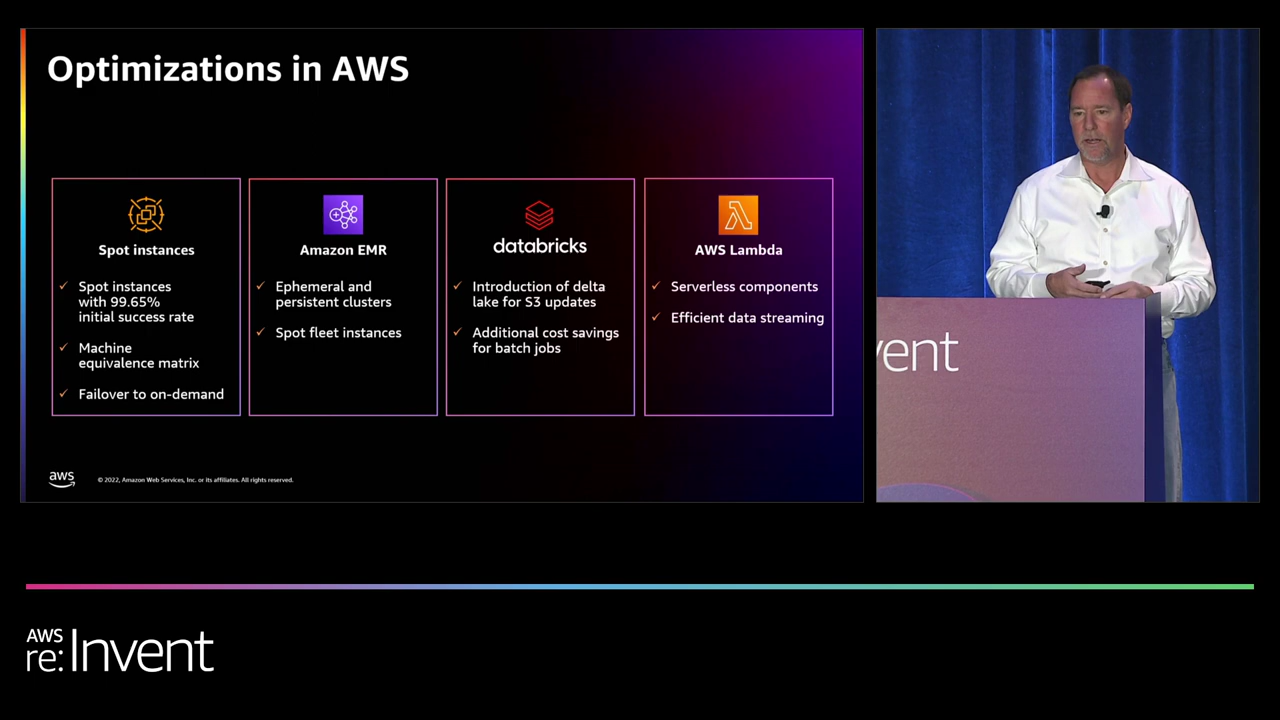 Optimizations in AWS
Spot instances
✓ Spot instances
with 99.65%
initial success rate
✓ Machine
equivalence matrix
✓ Failover to on-demand
Amazon EMR
✓ Ephemeral and
persistent clusters
✓ Spot fleet instances
databricks
✓ Introduction of delta
lake for S3 updates
✓ Additional cost savings
for batch jobs
AWS Lambda
✓ Serverless components
✓ Efficient data streaming
aws
© 2022, Amazon Web Services, Inc. or its affiliates. All rights reserved.
vent
AWS
re:Invent